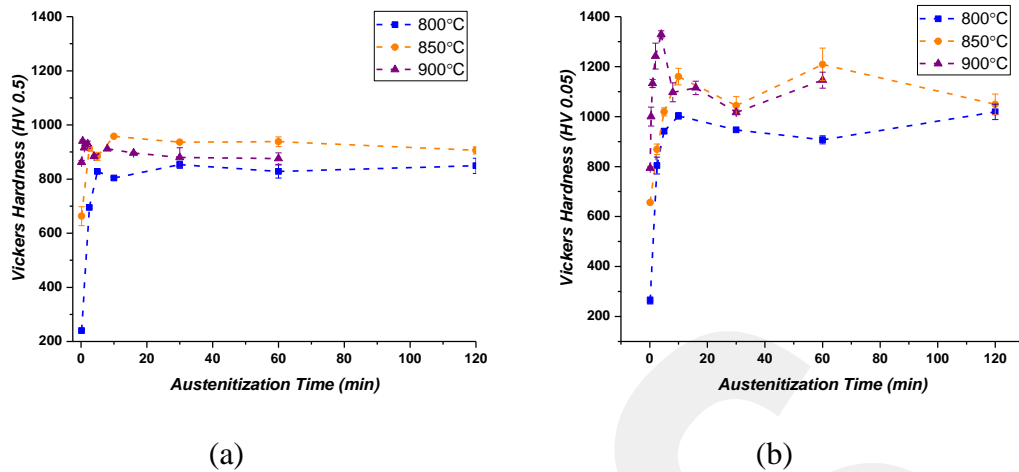 1400
1200
1000
800
600
400
200
0 20 40 60 80 100 120
Vickers Hardness (HV 0.5)
Austenitization Time (min)
800°C
850°C
900°C
(a)
1400
1200
1000
800
600
400
200
0 20 40 60 80 100 120
Vickers Hardness (HV 0.05)
Austenitization Time (min)
800°C
850°C
900°C
(b)